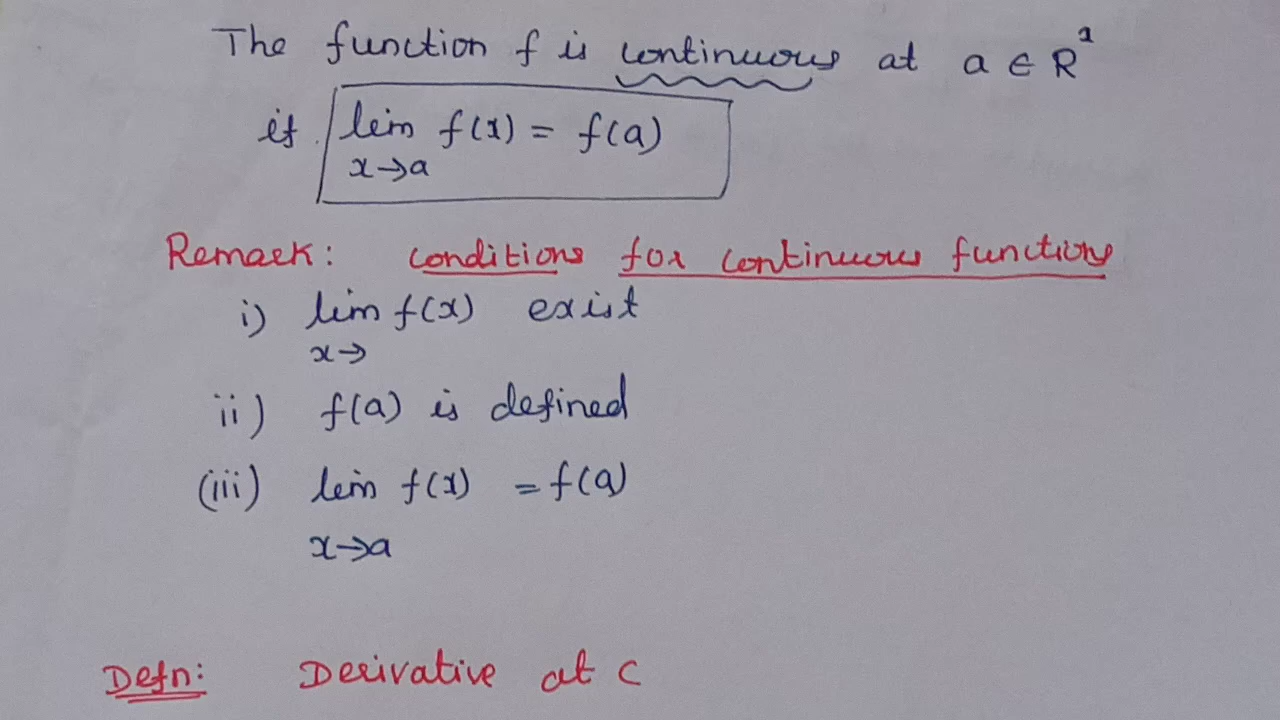 The function f is continuous at a ∈ R¹
if lim f(x) = f(a)
x→a
Remark: conditions for continuous functions
i) lim f(x) exist
x→
ii) f(a) is defined
(iii) lim f(x) = f(a)
x→a
Defn: Derivative at c